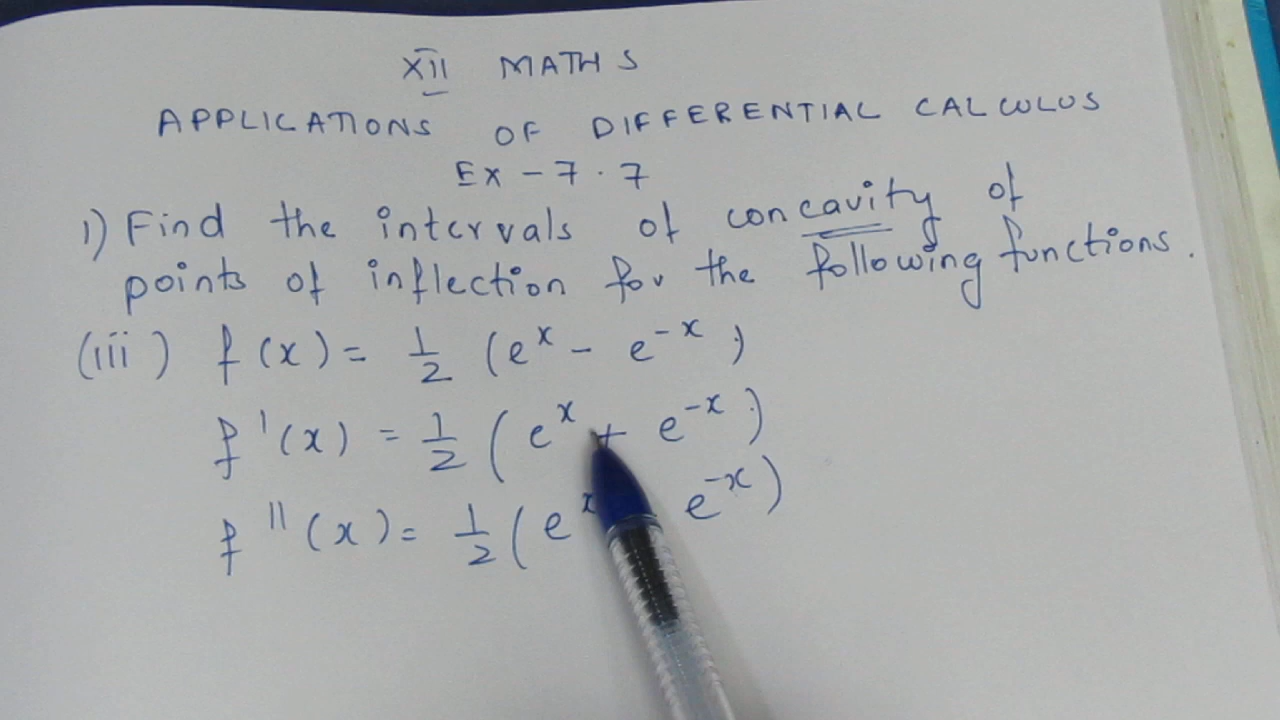 XII MATHS
APPLICATIONS OF DIFFERENTIAL CALCULUS
EX - 7.7
1) Find the intervals of concavity of
points of inflection for the following functions.
(iii) f(x) = 1/2 (e^x - e^-x)
f'(x) = 1/2 (e^x + e^-x)
f''(x) = 1/2 (e^x e^-x)